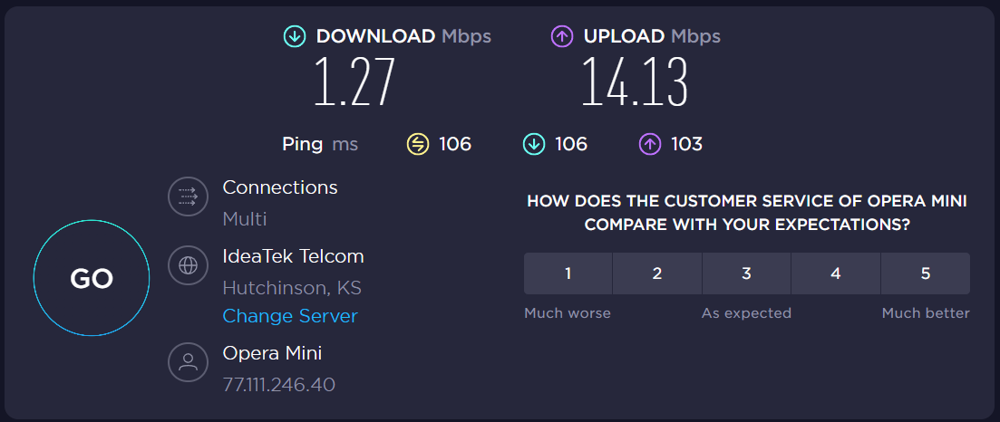 DOWNLOAD Mbps
1.27
UPLOAD Mbps
14.13
Ping ms 106 106 103
GO
Connections
Multi
IdeaTek Telcom
Hutchinson, KS
Change Server
Opera Mini
77.111.246.40
HOW DOES THE CUSTOMER SERVICE OF OPERA MINI
COMPARE WITH YOUR EXPECTATIONS?
1 2 3 4 5
Much worse As expected Much better